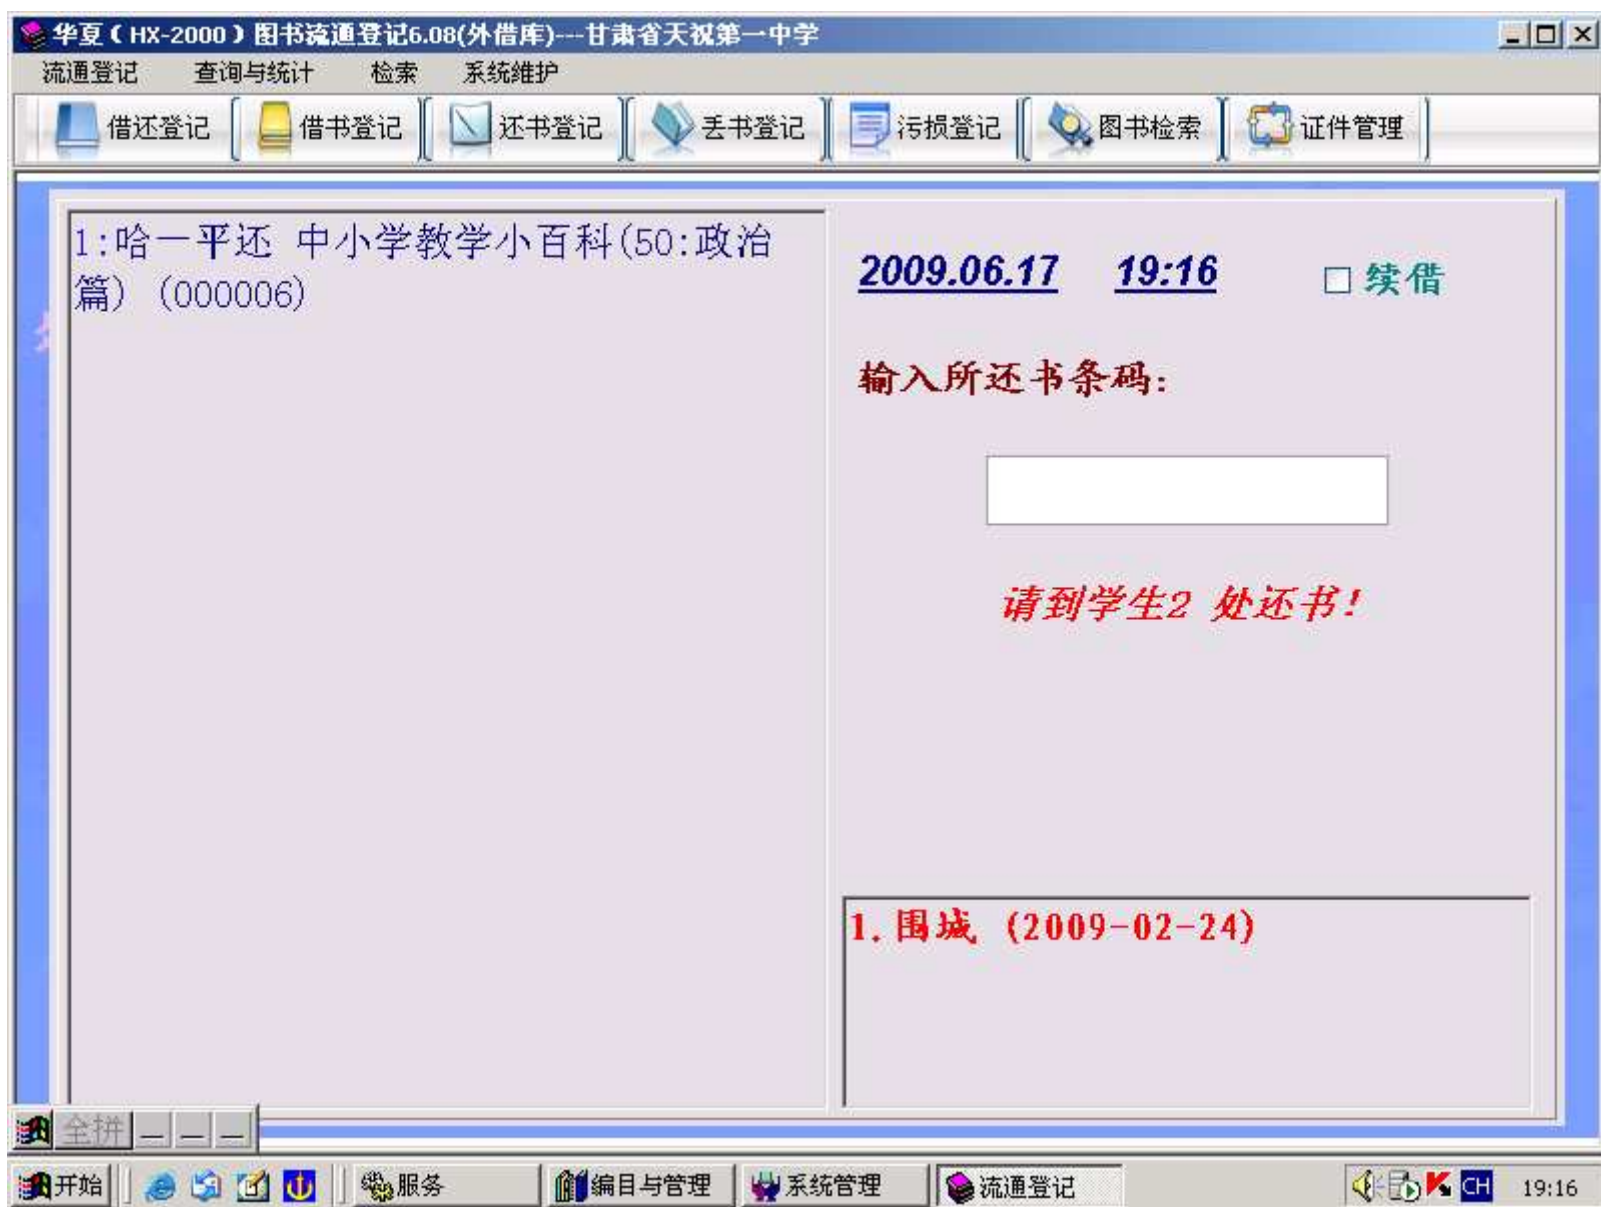 华夏(HX-2000)图书流通登记6.08(外借库)---甘肃省天祝第一中学
流通登记 查询与统计 检索 系统维护
借还登记 借书登记 还书登记 丢书登记 污损登记 图书检索 证件管理
1:哈一平还 中小学教学小百科(50:政治
篇) (000006)
2009.06.17 19:16 续借
输入所还书条码:
请到学生2 处还书!
1.围城 (2009-02-24)
全拼
开始 服务 编目与管理 系统管理 流通登记 CH 19:16